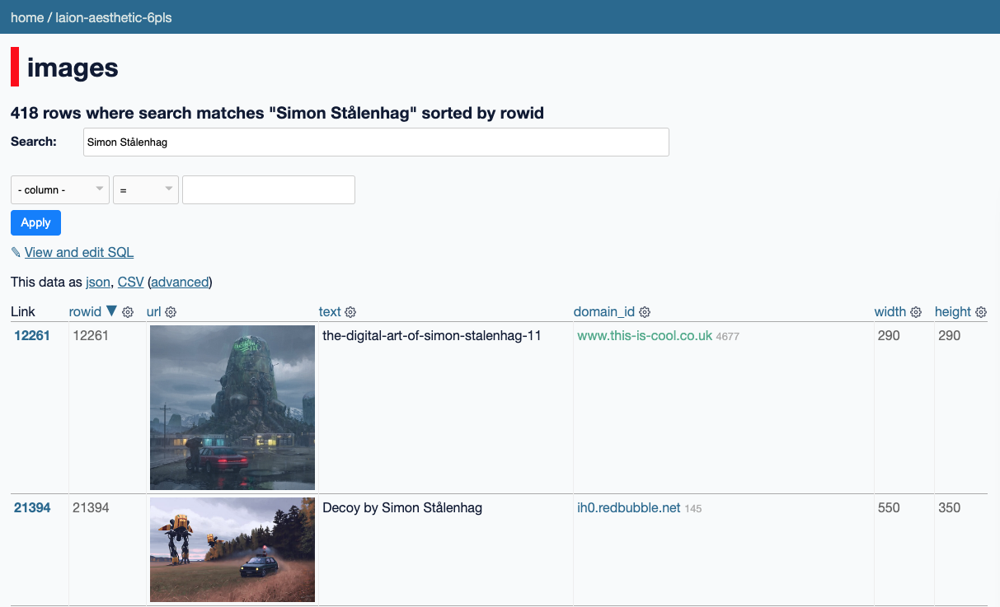 home / laion-aesthetic-6pls
images
418 rows where search matches "Simon Stålenhag" sorted by rowid
Search: Simon Stålenhag
- column - =
Apply
✎ View and edit SQL
This data as json, CSV (advanced)
Link rowid ▼ url text domain_id width height
12261 12261 the-digital-art-of-simon-stalenhag-11 www.this-is-cool.co.uk 4677 290 290
21394 21394 Decoy by Simon Stålenhag ih0.redbubble.net 145 550 350